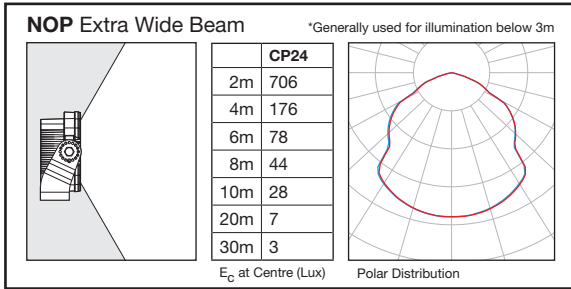 NOP Extra Wide Beam
*Generally used for illumination below 3m
CP24
2m 706
4m 176
6m 78
8m 44
10m 28
20m 7
30m 3
EC at Centre (Lux)
Polar Distribution